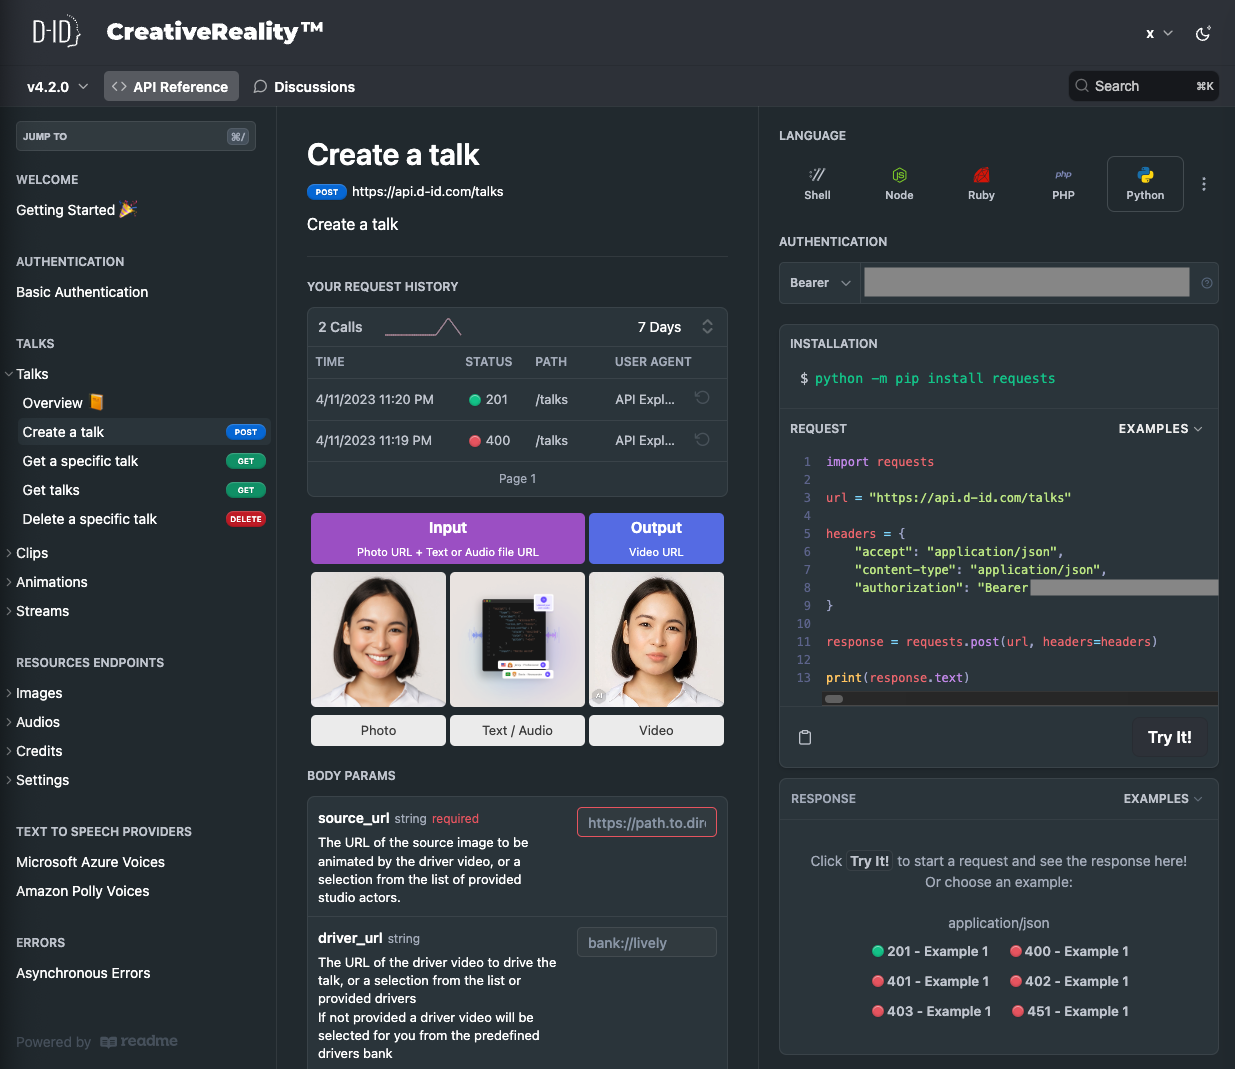 D-ID CreativeReality™
x
v4.2.0
API Reference
Discussions
Search ⌘K
JUMP TO ⌘/
WELCOME
Getting Started 🎉
AUTHENTICATION
Basic Authentication
TALKS
Talks
Overview 📙
Create a talk POST
Get a specific talk GET
Get talks GET
Delete a specific talk DELETE
Clips
Animations
Streams
RESOURCES ENDPOINTS
Images
Audios
Credits
Settings
TEXT TO SPEECH PROVIDERS
Microsoft Azure Voices
Amazon Polly Voices
ERRORS
Asynchronous Errors
Powered by readme
Create a talk
POST https://api.d-id.com/talks
Create a talk
YOUR REQUEST HISTORY
2 Calls 7 Days
TIME STATUS PATH USER AGENT
4/11/2023 11:20 PM 201 /talks API Expl...
4/11/2023 11:19 PM 400 /talks API Expl...
Page 1
Input
Photo URL + Text or Audio file URL
Output
Video URL
AI
Photo
Text / Audio
Video
BODY PARAMS
source_url string required
https://path.to.dire
The URL of the source image to be
animated by the driver video, or a
selection from the list of provided
studio actors.
driver_url string
bank://lively
The URL of the driver video to drive the
talk, or a selection from the list or
provided drivers
If not provided a driver video will be
selected for you from the predefined
drivers bank
LANGUAGE
Shell
Node
Ruby
php
PHP
Python
AUTHENTICATION
Bearer
INSTALLATION
$ python -m pip install requests
REQUEST EXAMPLES
1 import requests
2
3 url = "https://api.d-id.com/talks"
4
5 headers = {
6 "accept": "application/json",
7 "content-type": "application/json",
8 "authorization": "Bearer
9 }
10
11 response = requests.post(url, headers=headers)
12
13 print(response.text)
Try It!
RESPONSE EXAMPLES
Click Try It! to start a request and see the response here!
Or choose an example:
application/json
201 - Example 1 400 - Example 1
401 - Example 1 402 - Example 1
403 - Example 1 451 - Example 1